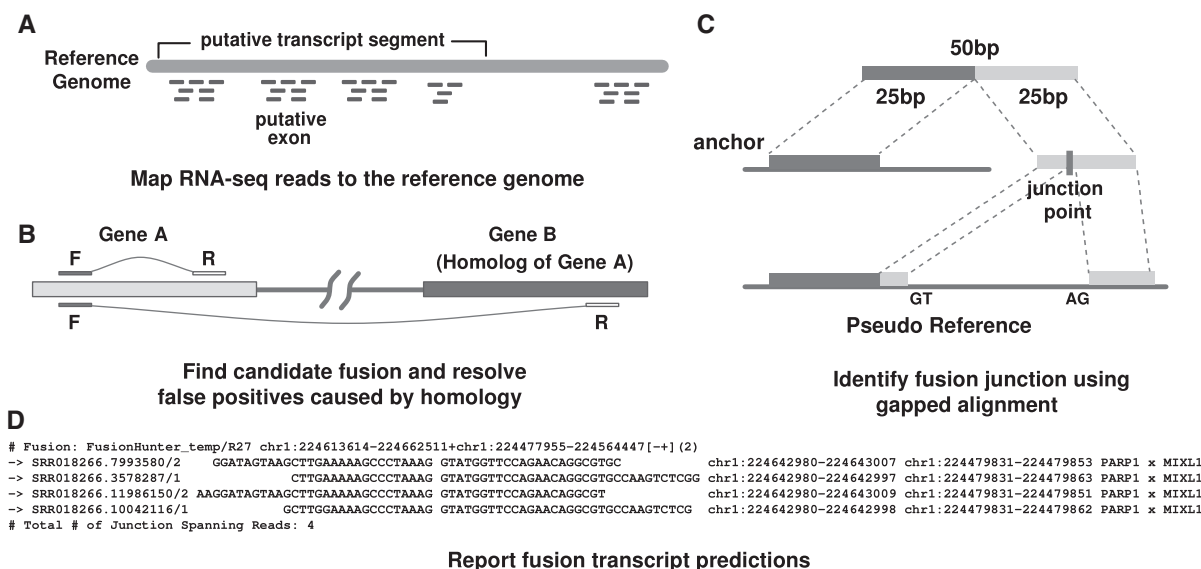 A
putative transcript segment
Reference
Genome
putative
exon
Map RNA-seq reads to the reference genome
B
Gene A
Gene B
(Homolog of Gene A)
F
R
F
R
Find candidate fusion and resolve
false positives caused by homology
C
50bp
25bp
25bp
anchor
junction
point
GT
AG
Pseudo Reference
Identify fusion junction using
gapped alignment
D
# Fusion: FusionHunter_temp/R27 chr1:224613614-224662511+chr1:224477955-224564447[-+](2)
-> SRR018266.7993580/2 GGATAGTAAGCTTGAAAAAGCCCTAAAG GTATGGTTCCAGAACAGGCGTGC chr1:224642980-224643007 chr1:224479831-224479853 PARP1 x MIXL1
-> SRR018266.3578287/1 CTTGAAAAAGCCCTAAAG GTATGGTTCCAGAACAGGCGTGCCAAGTCTCGG chr1:224642980-224642997 chr1:224479831-224479863 PARP1 x MIXL1
-> SRR018266.11986150/2 AAGGATAGTAAGCTTGAAAAAGCCCTAAAG GTATGGTTCCAGAACAGGCGT chr1:224642980-224643009 chr1:224479831-224479851 PARP1 x MIXL1
-> SRR018266.10042116/1 GCTTGGAAAAGCCCTAAAG GTATGGTTCCAGAACAGGCGTGCCAAGTCTCG chr1:224642980-224642998 chr1:224479831-224479862 PARP1 x MIXL1
# Total # of Junction Spanning Reads: 4
Report fusion transcript predictions